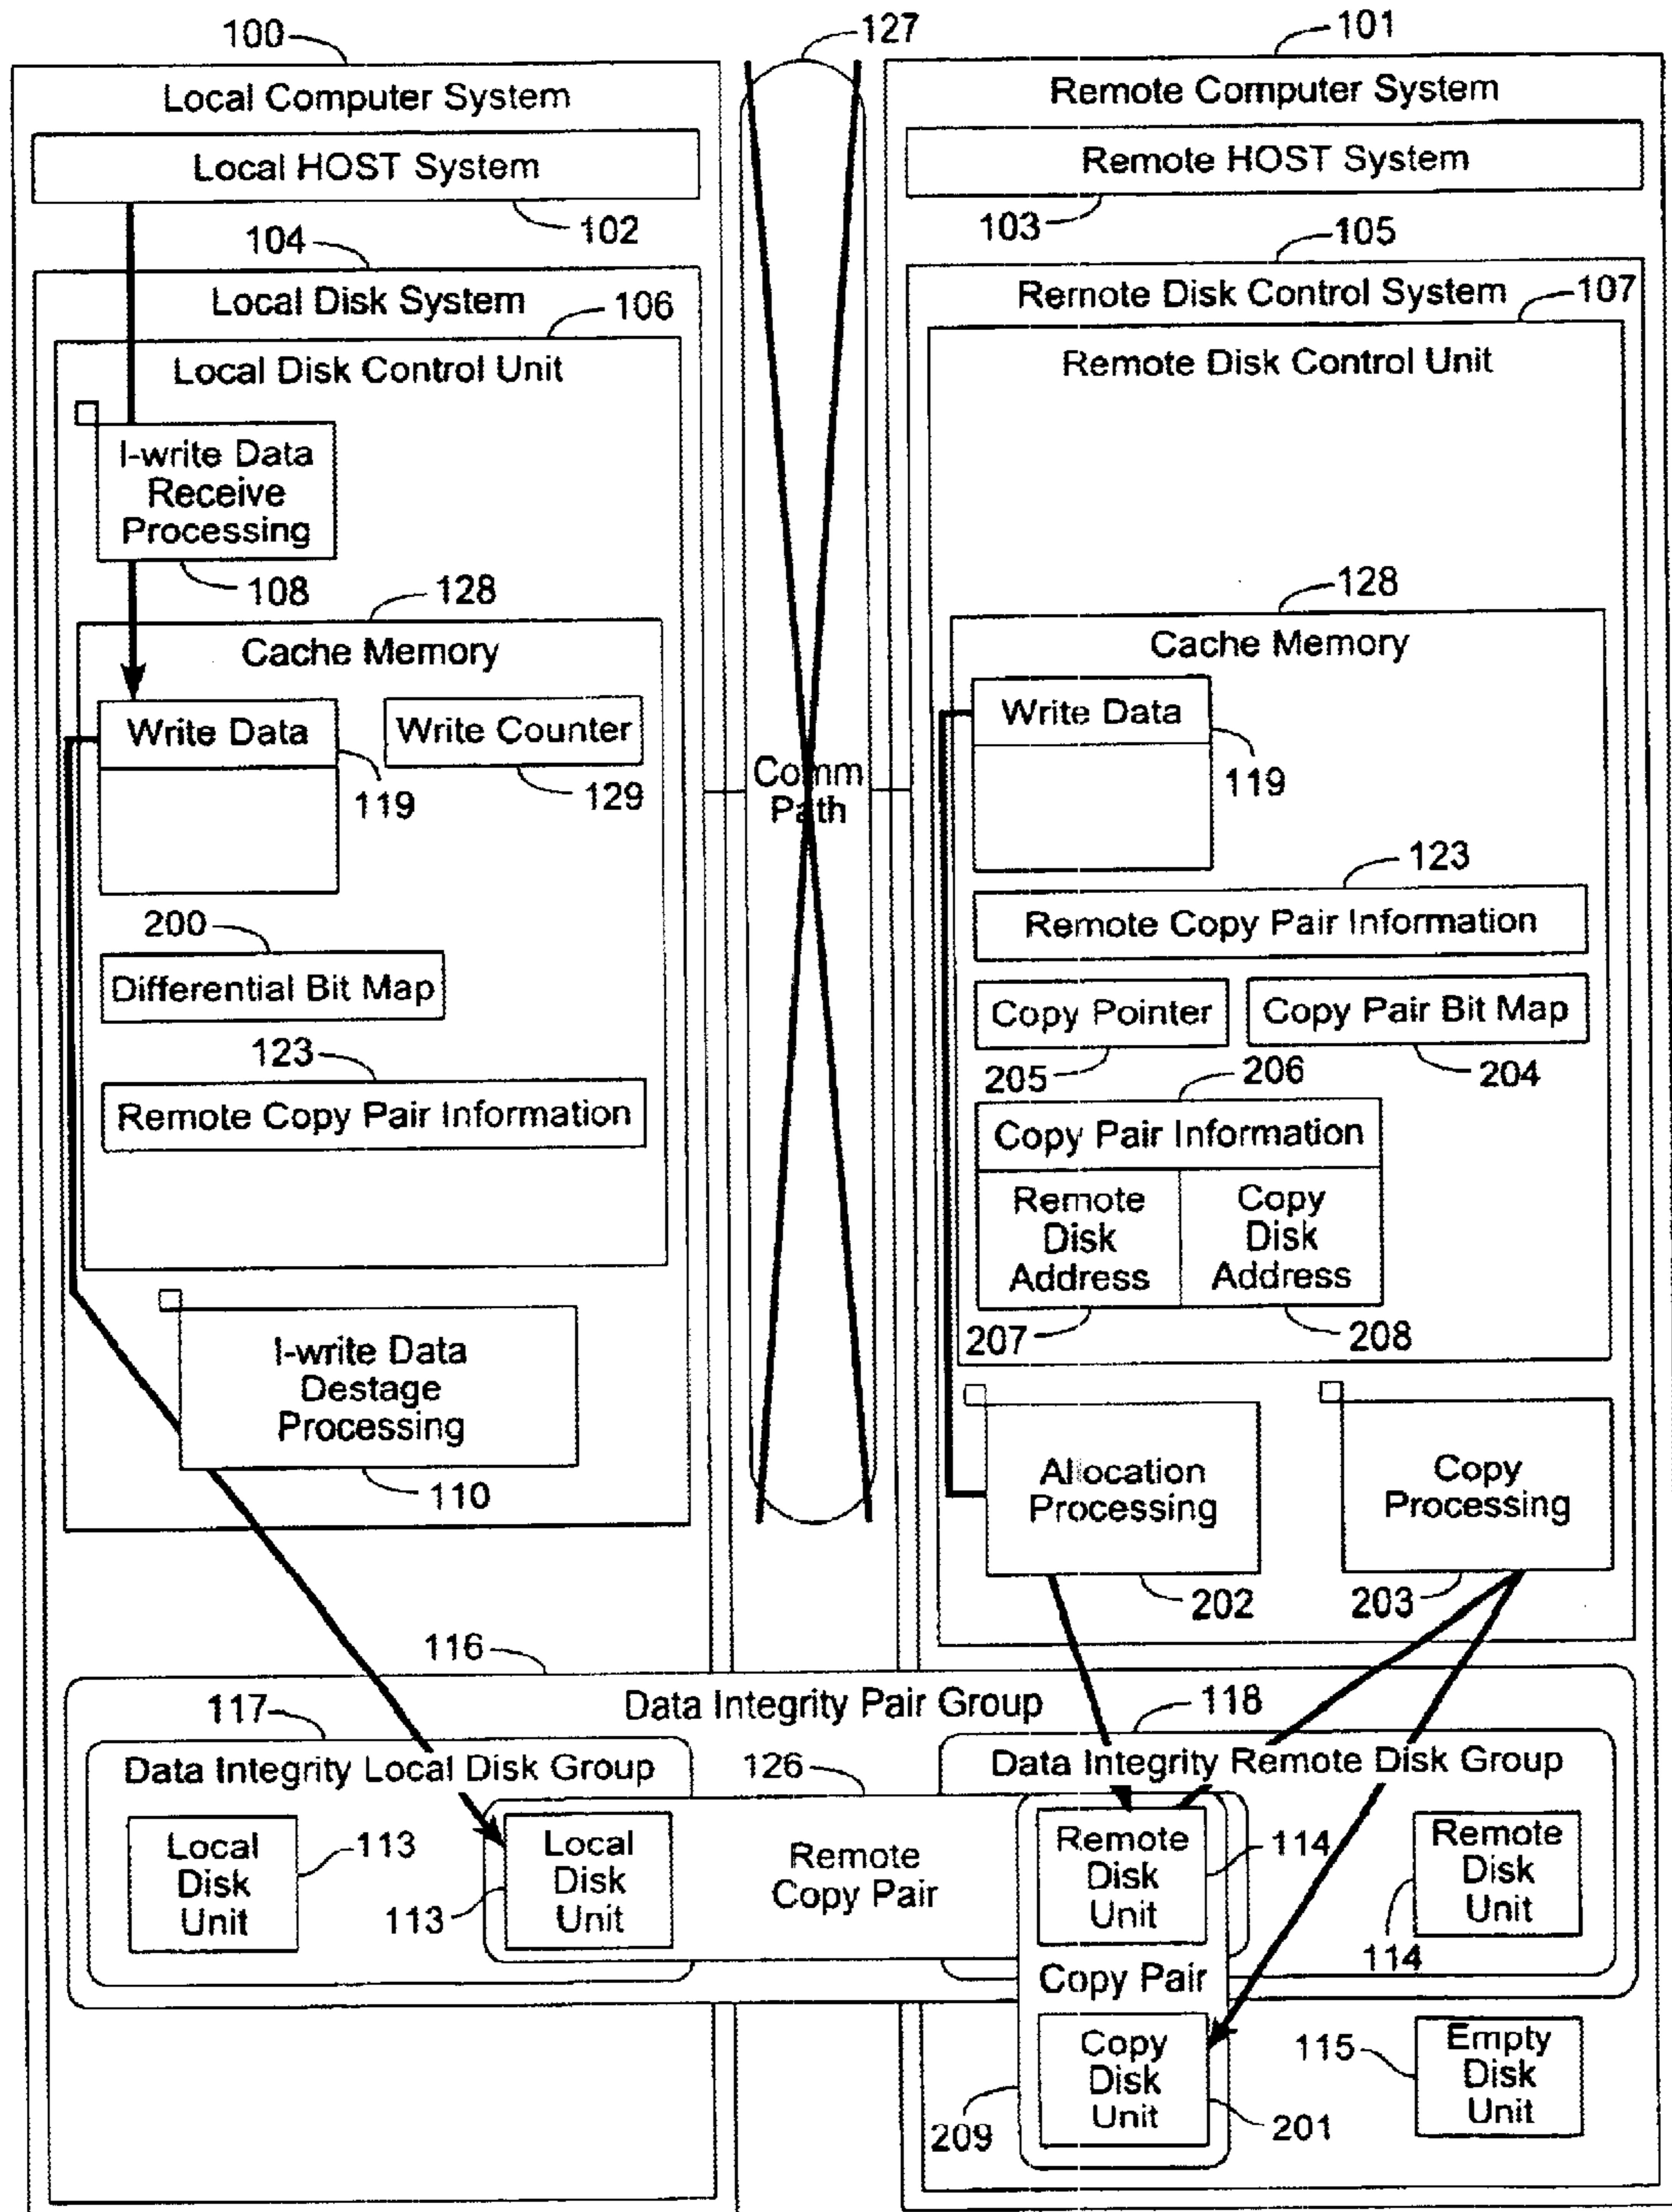 100
127
101
Local Computer System
Remote Computer System
Local HOST System
Remote HOST System
102
103
104
105
Local Disk System
Remote Disk Control System
107
106
Local Disk Control Unit
Remote Disk Control Unit
I-write Data
Receive
Processing
108
128
128
Cache Memory
Cache Memory
Write Data
Write Counter
Write Data
119
129
119
Comm
Path
123
Remote Copy Pair Information
200
Differential Bit Map
Copy Pointer
Copy Pair Bit Map
205
206
204
123
Remote Copy Pair Information
Copy Pair Information
Remote
Disk
Address
Copy
Disk
Address
207
208
I-write Data
Destage
Processing
110
Allocation
Processing
Copy
Processing
202
203
116
Data Integrity Pair Group
117
118
Data Integrity Local Disk Group
126
Data Integrity Remote Disk Group
Local
Disk
Unit
113
Local
Disk
Unit
113
Remote
Copy Pair
Remote
Disk
Unit
114
Remote
Disk
Unit
114
Copy Pair
Copy
Disk
Unit
209
201
115
Empty
Disk
Unit